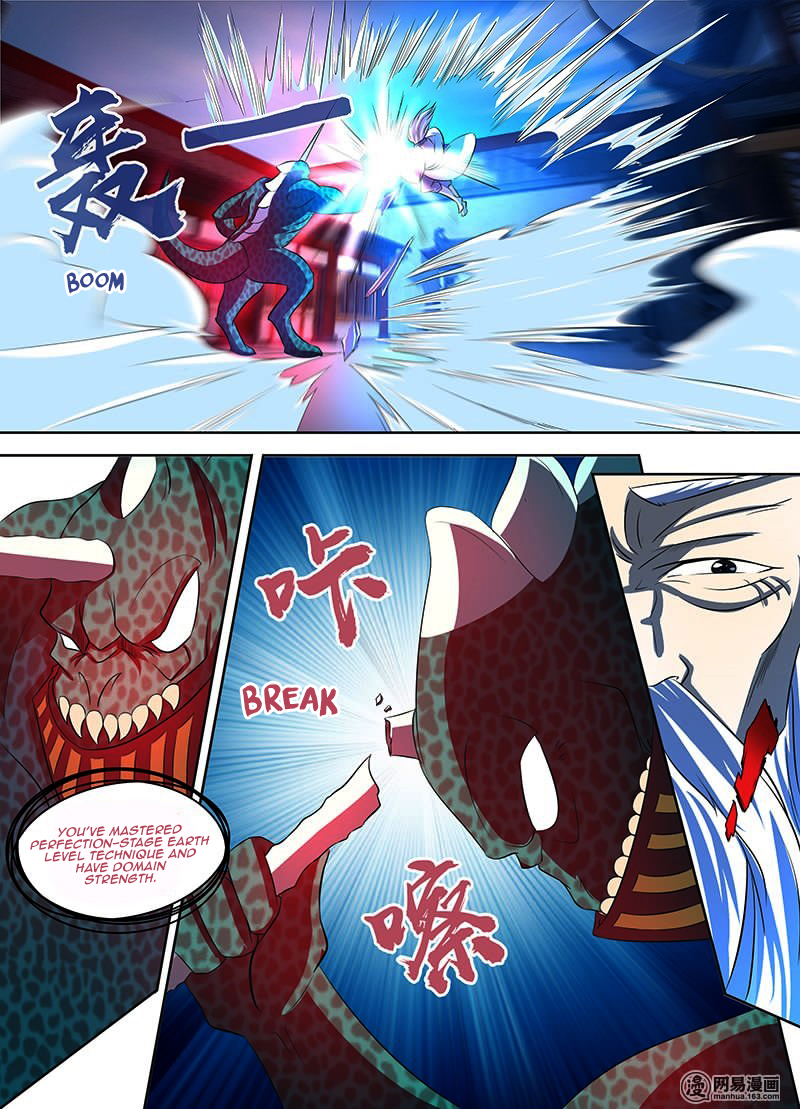 轰
BOOM
咔
BREAK
嚓
YOU'VE MASTERED
PERFECTION-STAGE EARTH
LEVEL TECHNIQUE AND
HAVE DOMAIN
STRENGTH.
漫 网易漫画
manhua.163.com